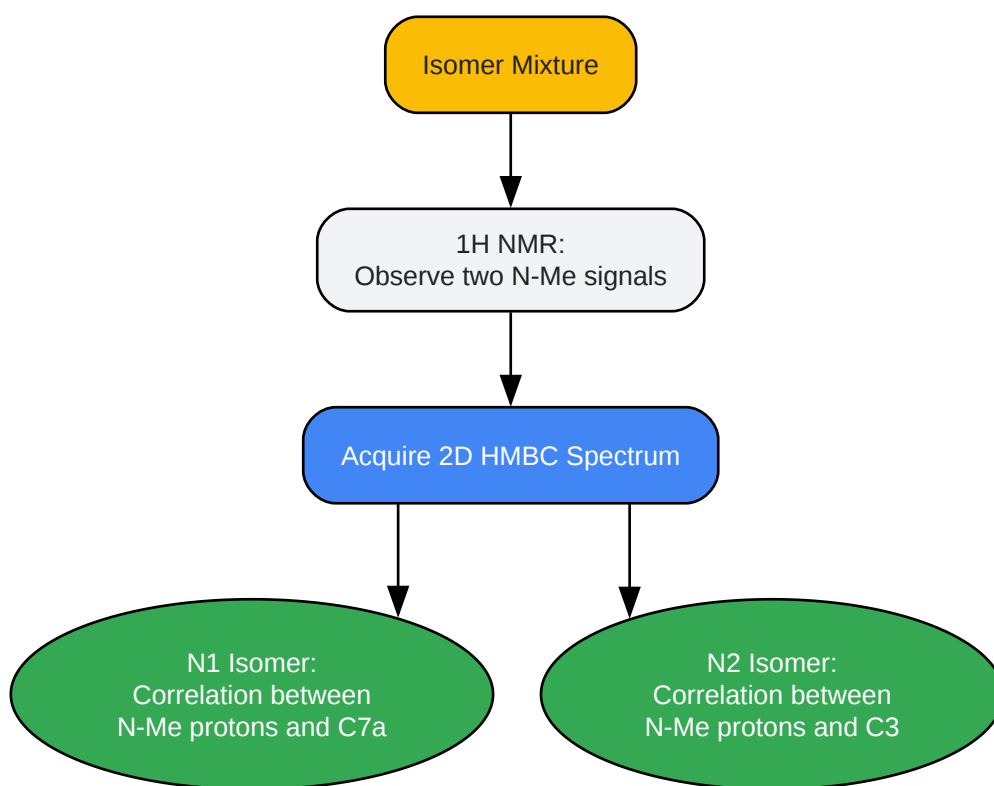 Isomer Mixture
1H NMR:
Observe two N-Me signals
Acquire 2D HMBC Spectrum
N1 Isomer:
Correlation between
N-Me protons and C7a
N2 Isomer:
Correlation between
N-Me protons and C3